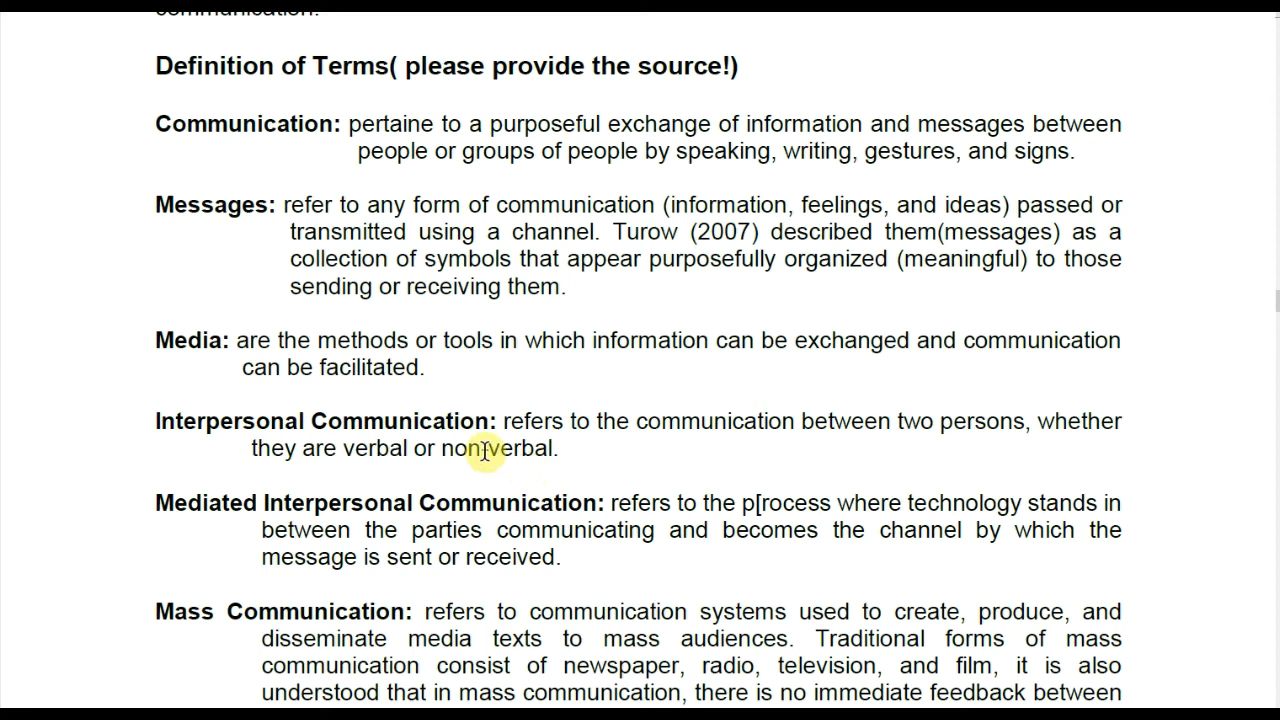 communication.
Definition of Terms( please provide the source!)
Communication: pertaine to a purposeful exchange of information and messages between
people or groups of people by speaking, writing, gestures, and signs.
Messages: refer to any form of communication (information, feelings, and ideas) passed or
transmitted using a channel. Turow (2007) described them(messages) as a
collection of symbols that appear purposefully organized (meaningful) to those
sending or receiving them.
Media: are the methods or tools in which information can be exchanged and communication
can be facilitated.
Interpersonal Communication: refers to the communication between two persons, whether
they are verbal or non-verbal.
Mediated Interpersonal Communication: refers to the p[rocess where technology stands in
between the parties communicating and becomes the channel by which the
message is sent or received.
Mass Communication: refers to communication systems used to create, produce, and
disseminate media texts to mass audiences. Traditional forms of mass
communication consist of newspaper, radio, television, and film, it is also
understood that in mass communication, there is no immediate feedback between